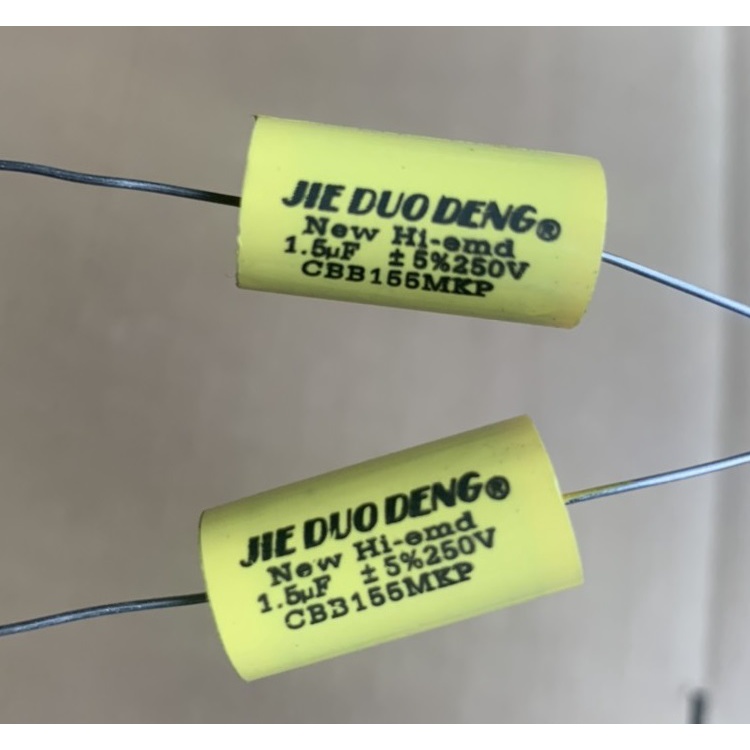 JIE DUO DENG®
New Hi-emd
1.5µF ±5%250V
CBB155MKP
JIE DUO DENG®
New Hi-emd
1.5µF ±5%250V
CBB155MKP